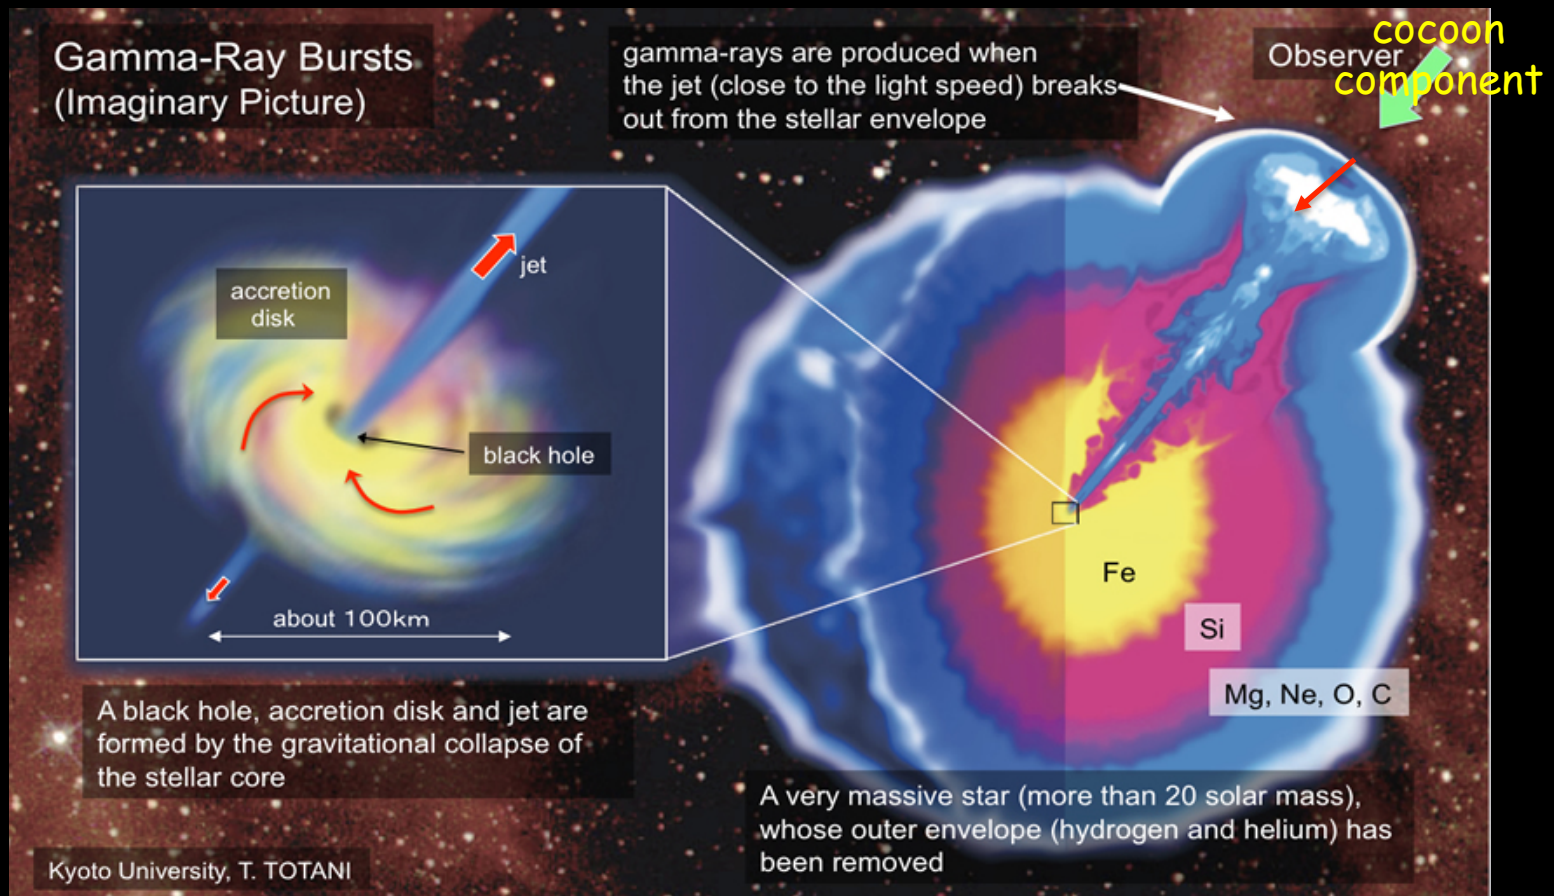 Gamma-Ray Bursts
(Imaginary Picture)
gamma-rays are produced when
the jet (close to the light speed) breaks
out from the stellar envelope
Observer
cocoon
component
jet
accretion
disk
black hole
about 100km
A black hole, accretion disk and jet are
formed by the gravitational collapse of
the stellar core
Fe
Si
Mg, Ne, O, C
A very massive star (more than 20 solar mass),
whose outer envelope (hydrogen and helium) has
been removed
Kyoto University, T. TOTANI